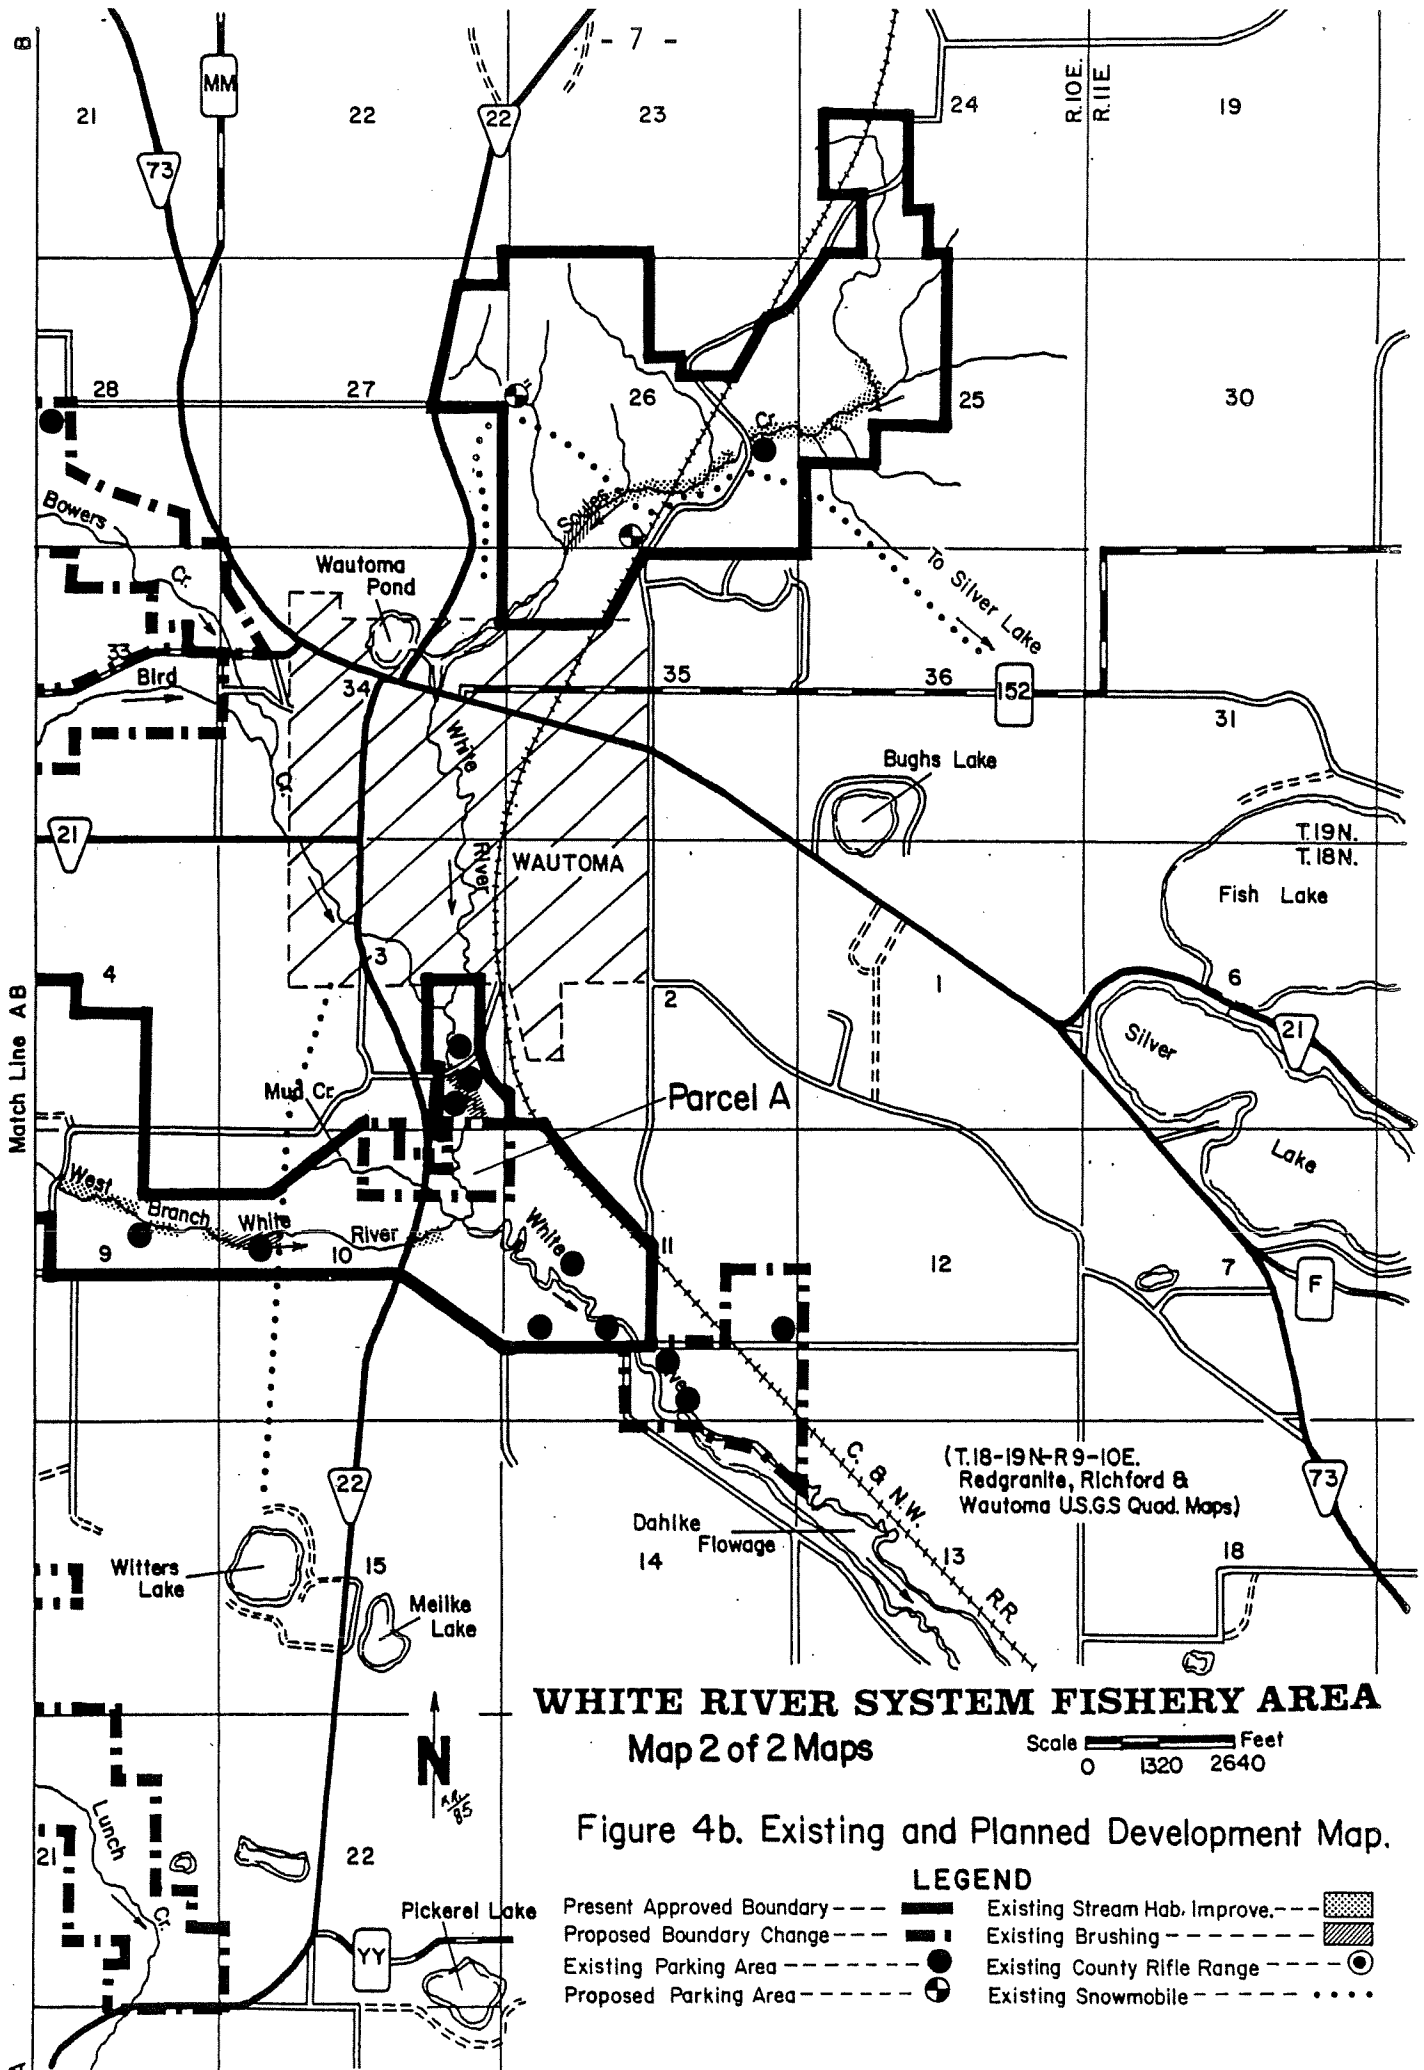 - 7 -
B
MM
21
22
22
23
24
R.10E.
R.11E.
19
73
28
27
26
Cr.
25
30
Bowers
Cr.
Soules
Wautoma
Pond
To Silver Lake
33
Bird
34
35
36
152
31
White
Cr.
Bughs Lake
21
River
WAUTOMA
T.19N.
T.18N.
Fish Lake
3
4
2
1
6
21
Silver
Match Line AB
Mud Cr.
Parcel A
Lake
West
Branch
White
River
White
9
10
11
12
7
F
C. & N.W.
R.R.
(T.18-19N-R9-10E.
Redgranite, Richford &
Wautoma U.S.G.S Quad. Maps)
22
73
Dahlke
Flowage
14
13
18
Witters
Lake
15
Meilke
Lake
WHITE RIVER SYSTEM FISHERY AREA
Map 2 of 2 Maps
Scale Feet
0 1320 2640
N
85
Figure 4b. Existing and Planned Development Map.
Lunch
Cr.
21
22
Pickerel Lake
YY
LEGEND
Present Approved Boundary---
Proposed Boundary Change---
Existing Parking Area-------
Proposed Parking Area------
Existing Stream Hab. Improve.---
Existing Brushing-------
Existing County Rifle Range----
Existing Snowmobile------
A